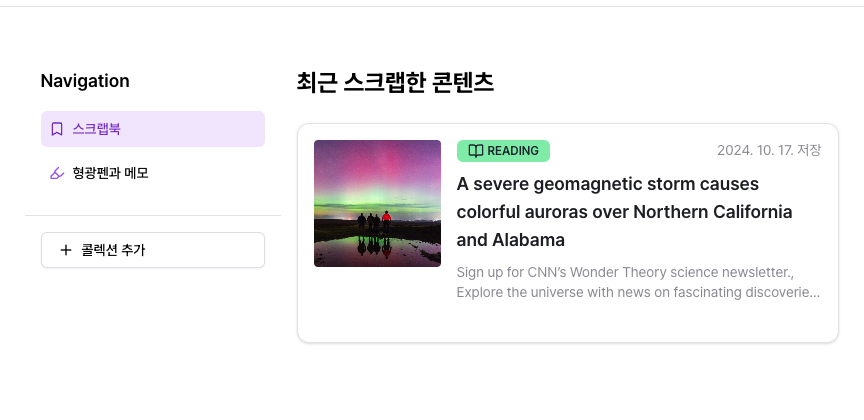 Navigation
스크랩북
형광펜과 메모
콜렉션 추가
최근 스크랩한 콘텐츠
READING
2024. 10. 17. 저장
A severe geomagnetic storm causes
colorful auroras over Northern California
and Alabama
Sign up for CNN’s Wonder Theory science newsletter.,
Explore the universe with news on fascinating discoverie...